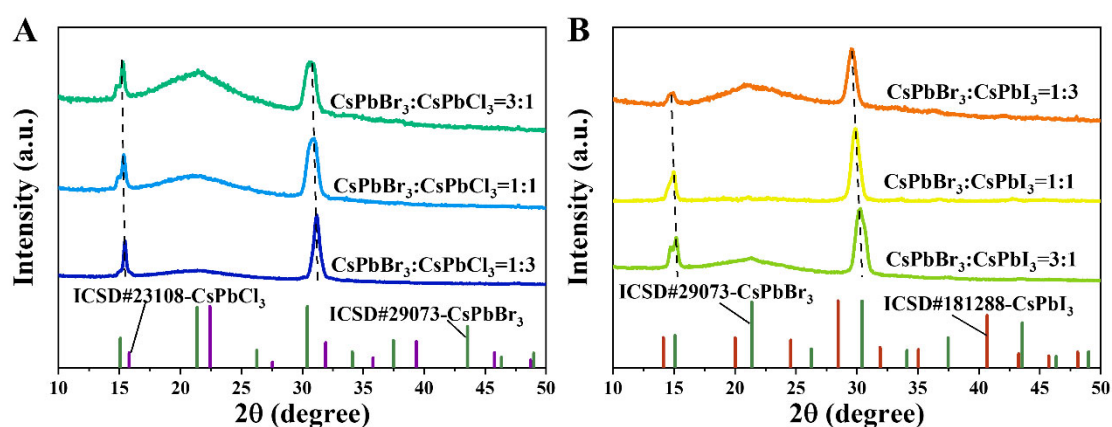 A
Intensity (a.u.)
CsPbBr₃:CsPbCl₃=3:1
CsPbBr₃:CsPbCl₃=1:1
CsPbBr₃:CsPbCl₃=1:3
ICSD#23108-CsPbCl₃
ICSD#29073-CsPbBr₃
10 15 20 25 30 35 40 45 50
2θ (degree)
B
Intensity (a.u.)
CsPbBr₃:CsPbI₃=1:3
CsPbBr₃:CsPbI₃=1:1
CsPbBr₃:CsPbI₃=3:1
ICSD#29073-CsPbBr₃
ICSD#181288-CsPbI₃
10 15 20 25 30 35 40 45 50
2θ (degree)